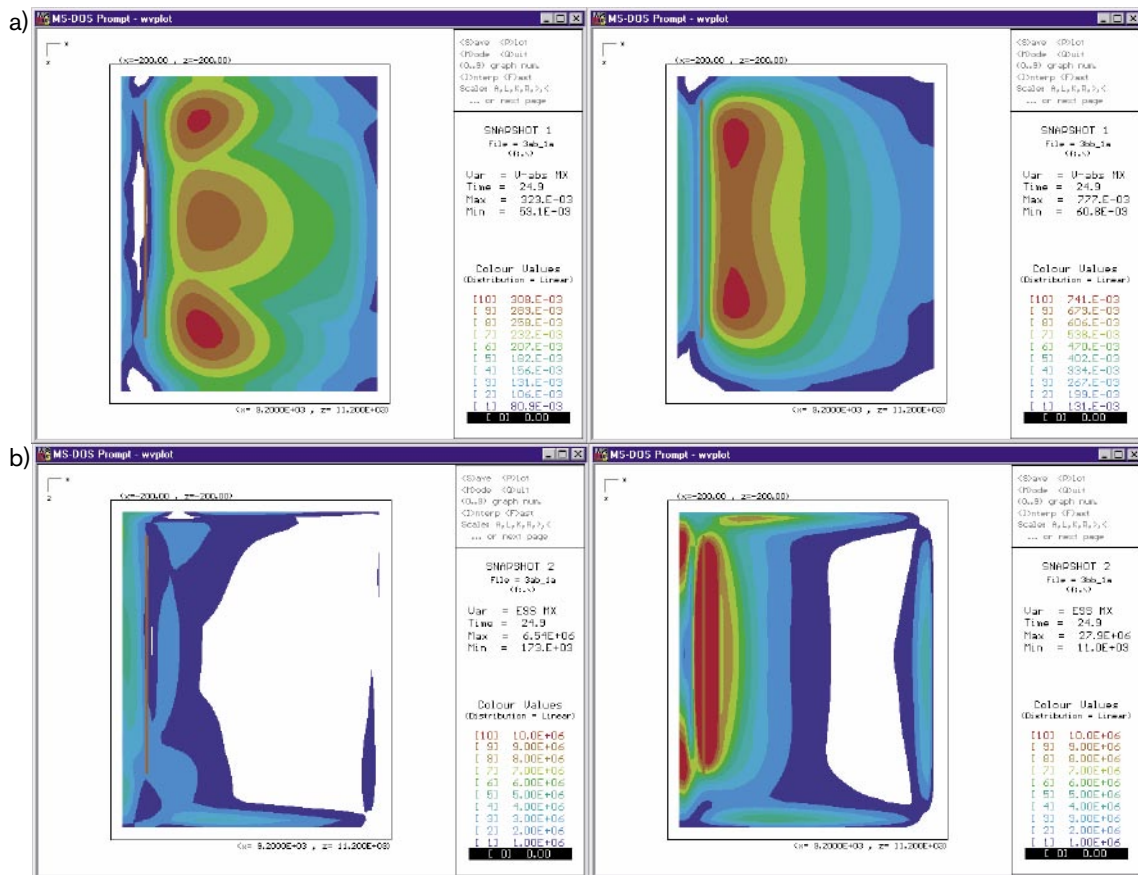 a)
MS-DOS Prompt - wvplot
x
(x=-200.00 , z=-200.00)
(x= 8.2000E+03 , z= 11.200E+03)
<S>ave <P>lot
<M>ode <Q>uit
(0..9) graph num.
<I>nterp <F>ast
Scale: A,L,K,R,>,<
... or next page
SNAPSHOT 1
File = 3ab_1a
Var = V-abs MX
Time = 24.9
Max = 323.E-03
Min = 53.1E-03
Colour Values
(Distribution = Linear)
[10] 308.E-03
[ 9] 283.E-03
[ 8] 258.E-03
[ 7] 232.E-03
[ 6] 207.E-03
[ 5] 182.E-03
[ 4] 156.E-03
[ 3] 131.E-03
[ 2] 106.E-03
[ 1] 80.9E-03
[ 0] 0.00
MS-DOS Prompt - wvplot
x
(x=-200.00 , z=-200.00)
(x= 8.2000E+03 , z= 11.200E+03)
<S>ave <P>lot
<M>ode <Q>uit
(0..9) graph num.
<I>nterp <F>ast
Scale: A,L,K,R,>,<
... or next page
SNAPSHOT 1
File = 3bb_1a
Var = V-abs MX
Time = 24.9
Max = 777.E-03
Min = 60.8E-03
Colour Values
(Distribution = Linear)
[10] 741.E-03
[ 9] 673.E-03
[ 8] 606.E-03
[ 7] 538.E-03
[ 6] 470.E-03
[ 5] 402.E-03
[ 4] 334.E-03
[ 3] 267.E-03
[ 2] 199.E-03
[ 1] 131.E-03
[ 0] 0.00
b)
MS-DOS Prompt - wvplot
x
z
(x=-200.00 , z=-200.00)
(x= 8.2000E+03 , z= 11.200E+03)
<S>ave <P>lot
<M>ode <Q>uit
(0..9) graph num.
<I>nterp <F>ast
Scale: A,L,K,R,>,<
... or next page
SNAPSHOT 2
File = 3ab_1a
Var = ESS MX
Time = 24.9
Max = 6.54E+06
Min = 173.E+03
Colour Values
(Distribution = Linear)
[10] 10.0E+06
[ 9] 9.00E+06
[ 8] 8.00E+06
[ 7] 7.00E+06
[ 6] 6.00E+06
[ 5] 5.00E+06
[ 4] 4.00E+06
[ 3] 3.00E+06
[ 2] 2.00E+06
[ 1] 1.00E+06
[ 0] 0.00
MS-DOS Prompt - wvplot
x
(x=-200.00 , z=-200.00)
(x= 8.2000E+03 , z= 11.200E+03)
<S>ave <P>lot
<M>ode <Q>uit
(0..9) graph num.
<I>nterp <F>ast
Scale: A,L,K,R,>,<
... or next page
SNAPSHOT 2
File = 3bb_1a
Var = ESS MX
Time = 24.9
Max = 27.9E+06
Min = 11.0E+03
Colour Values
(Distribution = Linear)
[10] 10.0E+06
[ 9] 9.00E+06
[ 8] 8.00E+06
[ 7] 7.00E+06
[ 6] 6.00E+06
[ 5] 5.00E+06
[ 4] 4.00E+06
[ 3] 3.00E+06
[ 2] 2.00E+06
[ 1] 1.00E+06
[ 0] 0.00